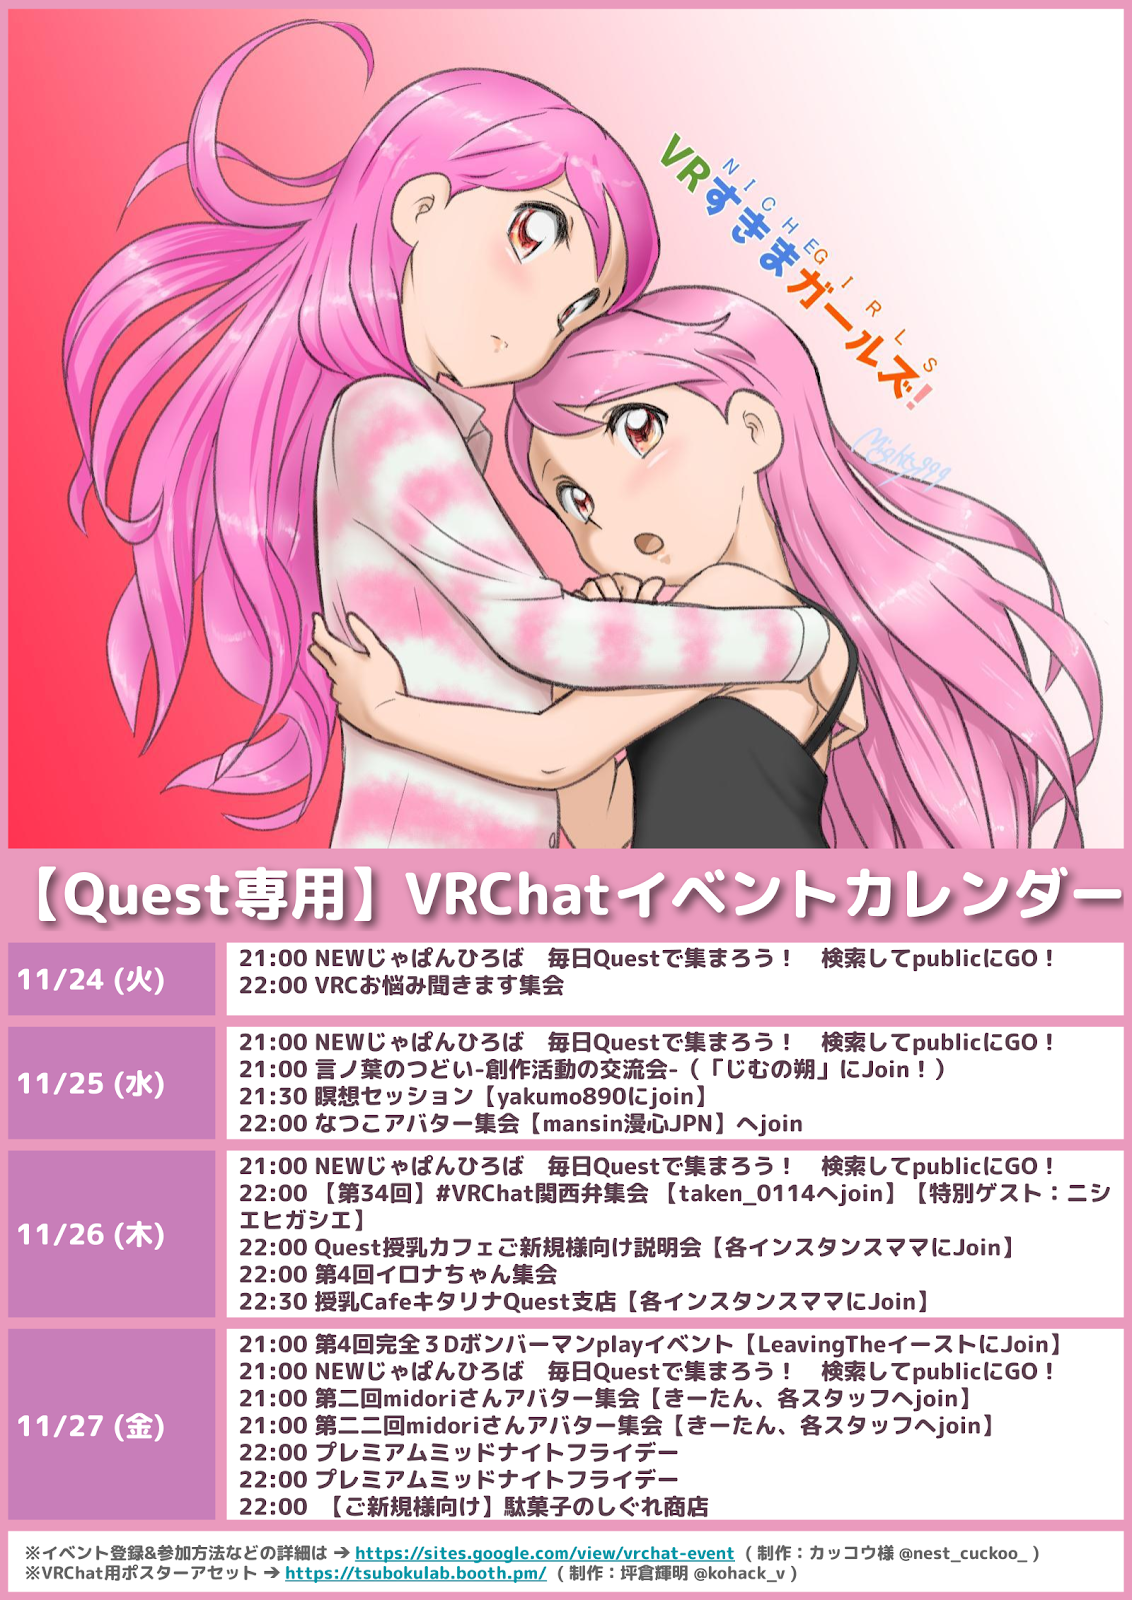 NICHE GIRLS
VRすきまガールズ!
Mighty999
【Quest専用】VRChatイベントカレンダー
11/24 (火)
21:00 NEWじゃぱんひろば　毎日Questで集まろう！　検索してpublicにGO！
22:00 VRCお悩み聞きます集会
11/25 (水)
21:00 NEWじゃぱんひろば　毎日Questで集まろう！　検索してpublicにGO！
21:00 言ノ葉のつどい-創作活動の交流会-（「じむの朔」にJoin！）
21:30 瞑想セッション【yakumo890にjoin】
22:00 なつこアバター集会【mansin漫心JPN】へjoin
11/26 (木)
21:00 NEWじゃぱんひろば　毎日Questで集まろう！　検索してpublicにGO！
22:00 【第34回】#VRChat関西弁集会 【taken_0114へjoin】【特別ゲスト：ニシ
エヒガシエ】
22:00 Quest授乳カフェご新規様向け説明会【各インスタンスママにJoin】
22:00 第4回イロナちゃん集会
22:30 授乳CafeキタリナQuest支店【各インスタンスママにJoin】
11/27 (金)
21:00 第4回完全３Dボンバーマンplayイベント【LeavingTheイーストにJoin】
21:00 NEWじゃぱんひろば　毎日Questで集まろう！　検索してpublicにGO！
21:00 第二回midoriさんアバター集会【きーたん、各スタッフへjoin】
21:00 第二二回midoriさんアバター集会【きーたん、各スタッフへjoin】
22:00 プレミアムミッドナイトフライデー
22:00 プレミアムミッドナイトフライデー
22:00 【ご新規様向け】駄菓子のしぐれ商店
※イベント登録&参加方法などの詳細は ➔ https://sites.google.com/view/vrchat-event ( 制作：カッコウ様 @nest_cuckoo_ )
※VRChat用ポスターアセット ➔ https://tsubokulab.booth.pm/ ( 制作：坪倉輝明 @kohack_v )